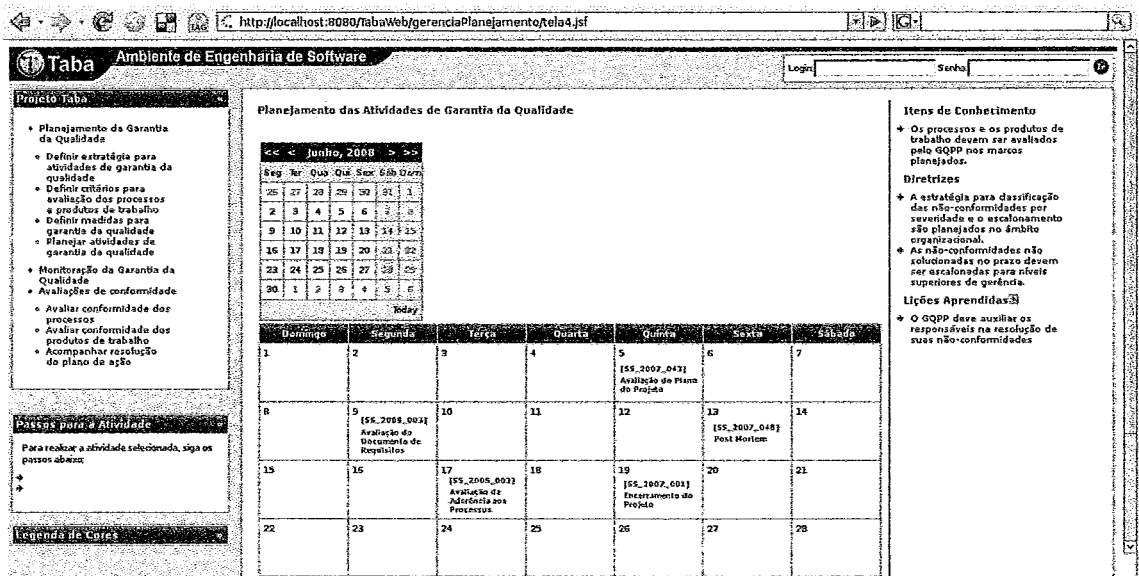 http://localhost:8080/TabaWeb/gerenciaPlanejamento/tela4.jsf
Taba
Ambiente de Engenharia de Software
Login
Senha
Projeto Taba
Planejamento da Garantia
da Qualidade
Definir estratégia para
atividades de garantia da
qualidade
Definir critérios para
avaliação dos processos
e produtos de trabalho
Definir medidas para
garantia da qualidade
Planejar atividades de
garantia da qualidade
Monitoração da Garantia da
Qualidade
Avaliações de conformidade
Avaliar conformidade dos
processos
Avaliar conformidade dos
produtos de trabalho
Acompanhar resolução
do plano de ação
Passos para a Atividade
Para realizar a atividade selecionada, siga os
passos abaixo:
Legenda de Cores
Planejamento das Atividades de Garantia da Qualidade
<< < Junho, 2008 > >>
Seg Ter Qua Qui Sex Sáb Dom
26 27 28 29 30 31 1
2 3 4 5 6 7 8
9 10 11 12 13 14 15
16 17 18 19 20 21 22
23 24 25 26 27 28 29
30 1 2 3 4 5 6
Today
Domingo Segunda Terça Quarta Quinta Sexta Sábado
1 2 3 4 5 6 7
[SS_2007_043]
Avaliação do Plano
do Projeto
8 9 10 11 12 13 14
Avaliação do
Documento de
Requisitos
[SS_2007_048]
Post Mortem
15 16 17 18 19 20 21
Avaliação da
Aderência aos
Processos
[SS_2007_001]
Encerramento do
Projeto
22 23 24 25 26 27 28
Itens de Conhecimento
Os processos e os produtos de
trabalho devem ser avaliados
pelo GQPP nos marcos
planejados.
Diretrizes
A estratégia para classificação
das não-conformidades por
severidade e o escalonamento
são planejados no âmbito
organizacional.
As não-conformidades não
solucionadas no prazo devem
ser escalonadas para níveis
superiores de gerência.
Lições Aprendidas
O GQPP deve auxiliar os
responsáveis na resolução de
suas não-conformidades